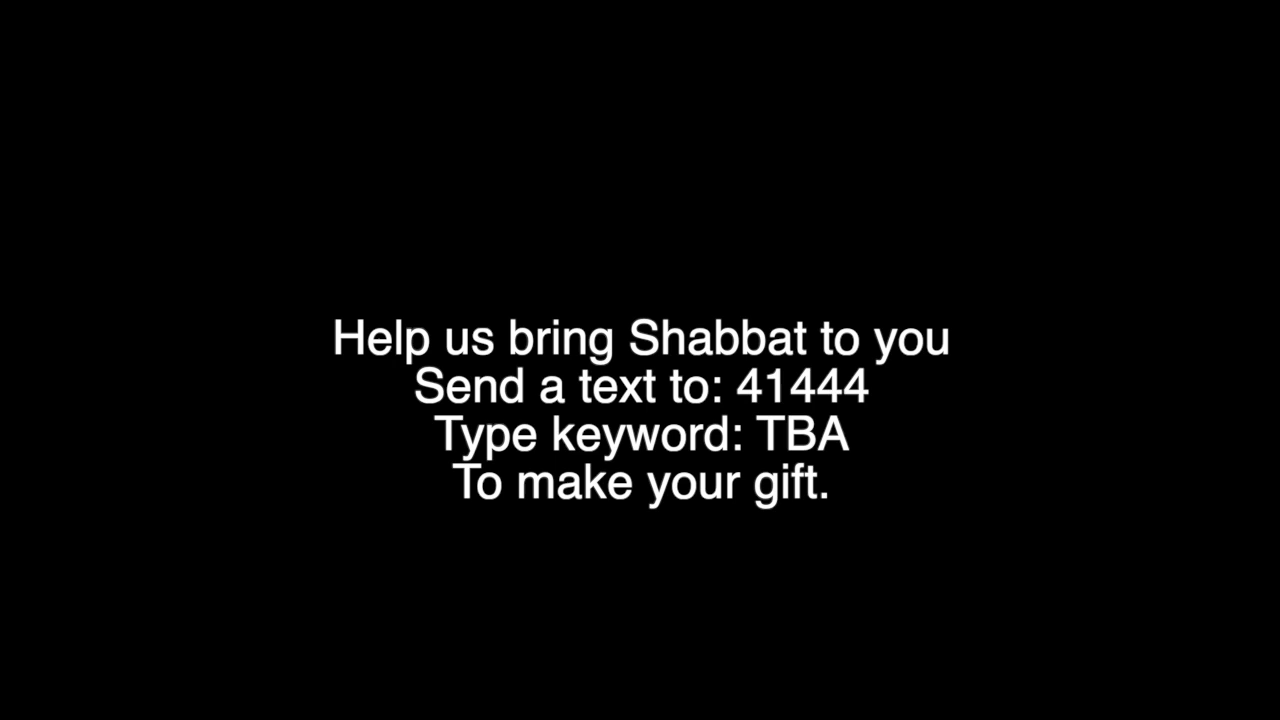 Help us bring Shabbat to you
Send a text to: 41444
Type keyword: TBA
To make your gift.